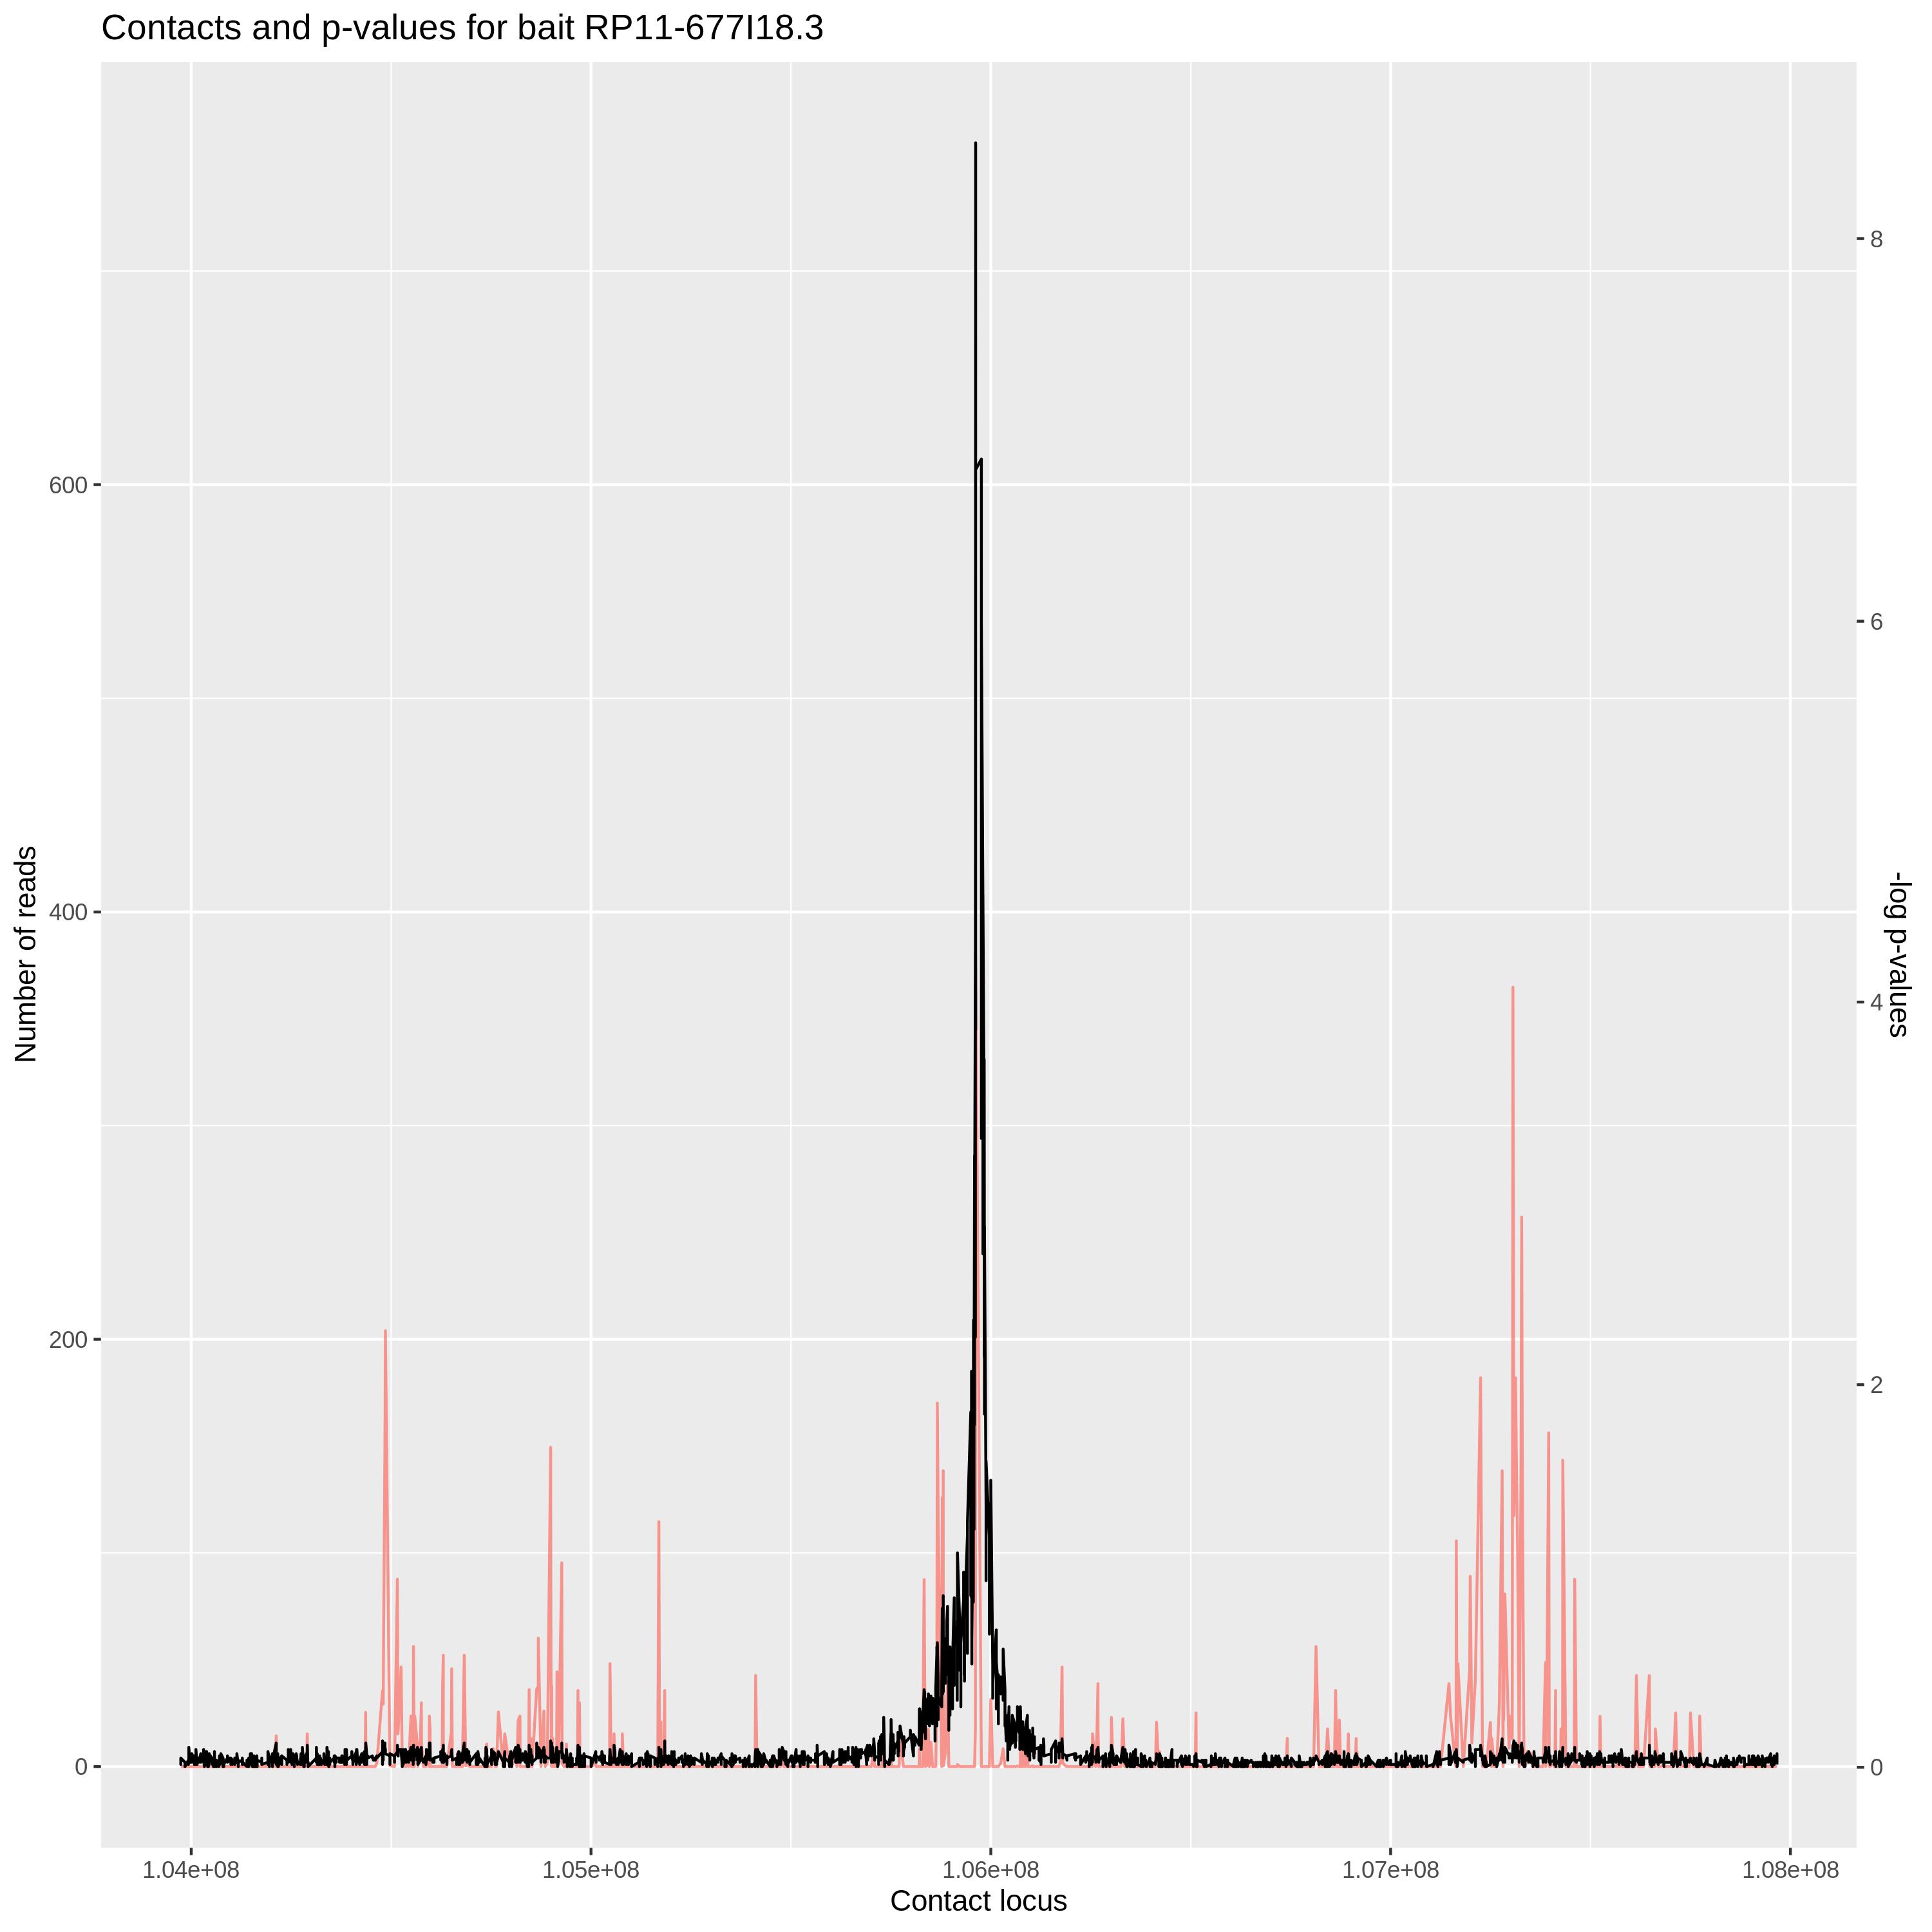 Contacts and p-values for bait RP11-677I18.3
Number of reads
600
400
200
0
8
6
4
2
0
-log p-values
1.04e+08 1.05e+08 1.06e+08 1.07e+08 1.08e+08
Contact locus